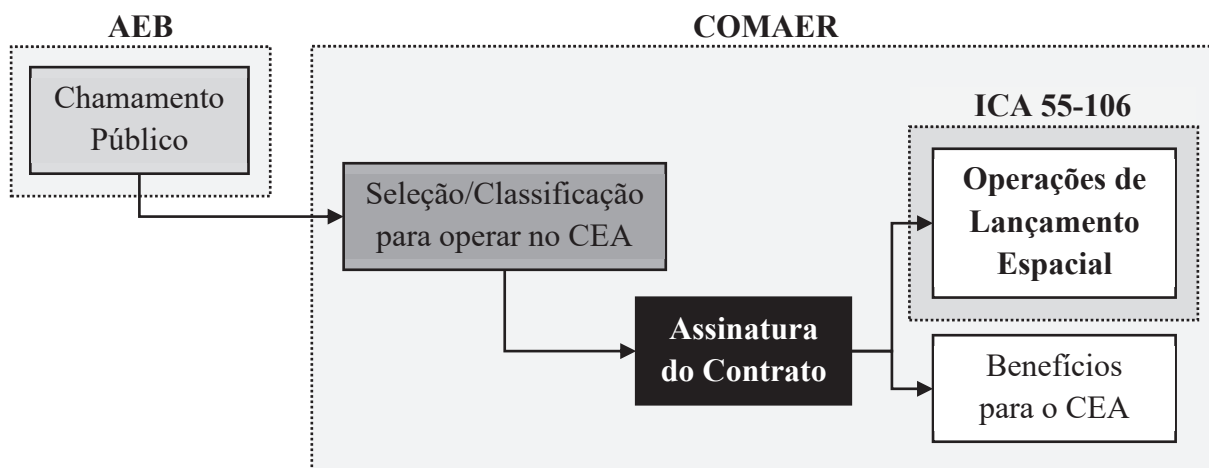 AEB
Chamamento
Público
COMAER
Seleção/Classificação
para operar no CEA
Assinatura
do Contrato
ICA 55-106
Operações de
Lançamento
Espacial
Benefícios
para o CEA